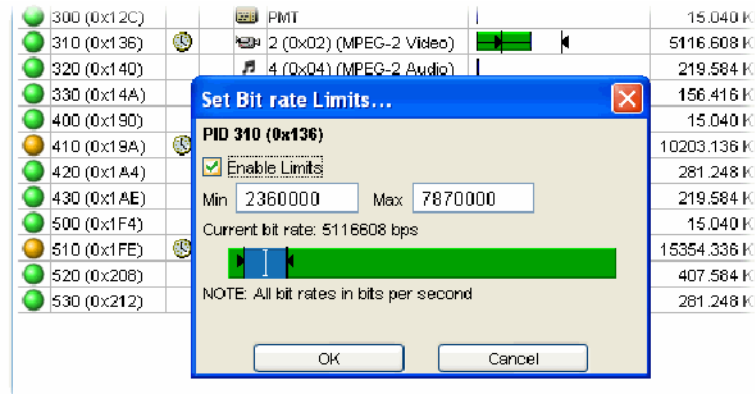 300 (0x12C) PMT 15.040 K
310 (0x136) 2 (0x02) (MPEG-2 Video) 5116.608 K
320 (0x140) 4 (0x04) (MPEG-2 Audio) 219.584 K
330 (0x14A) 156.416 K
400 (0x190) 15.040 K
410 (0x19A) 10203.136 K
420 (0x1A4) 281.248 K
430 (0x1AE) 219.584 K
500 (0x1F4) 15.040 K
510 (0x1FE) 15354.336 K
520 (0x208) 407.584 K
530 (0x212) 281.248 K
Set Bit rate Limits...
PID 310 (0x136)
Enable Limits
Min 2360000 Max 7870000
Current bit rate: 5116608 bps
NOTE: All bit rates in bits per second
OK Cancel